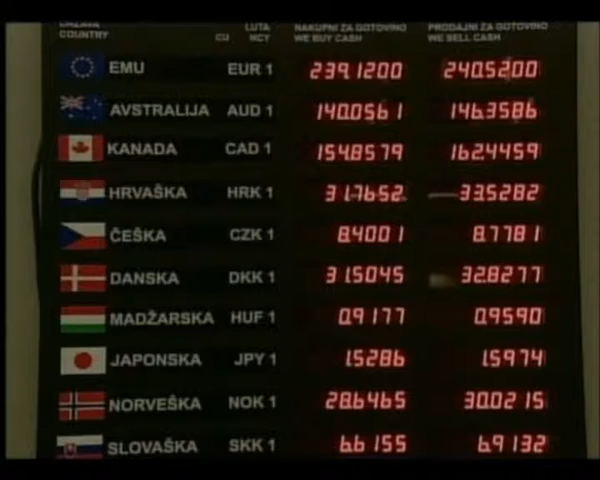 DRŽAVA LUTA NAKUPNI ZA GOTOVINO PRODAJNI ZA GOTOVINO
COUNTRY CU NCY WE BUY CASH WE SELL CASH
EMU EUR 1 239.1200 240.5200
AVSTRALIJA AUD 1 140.0561 146.3586
KANADA CAD 1 154.8579 162.4459
HRVAŠKA HRK 1 31.7652 33.5282
ČEŠKA CZK 1 8.4001 8.7781
DANSKA DKK 1 31.5045 32.8277
MADŽARSKA HUF 1 0.9177 0.9590
JAPONSKA JPY 1 1.5286 1.5974
NORVEŠKA NOK 1 28.6465 30.0215
SLOVAŠKA SKK 1 6.6155 6.9132